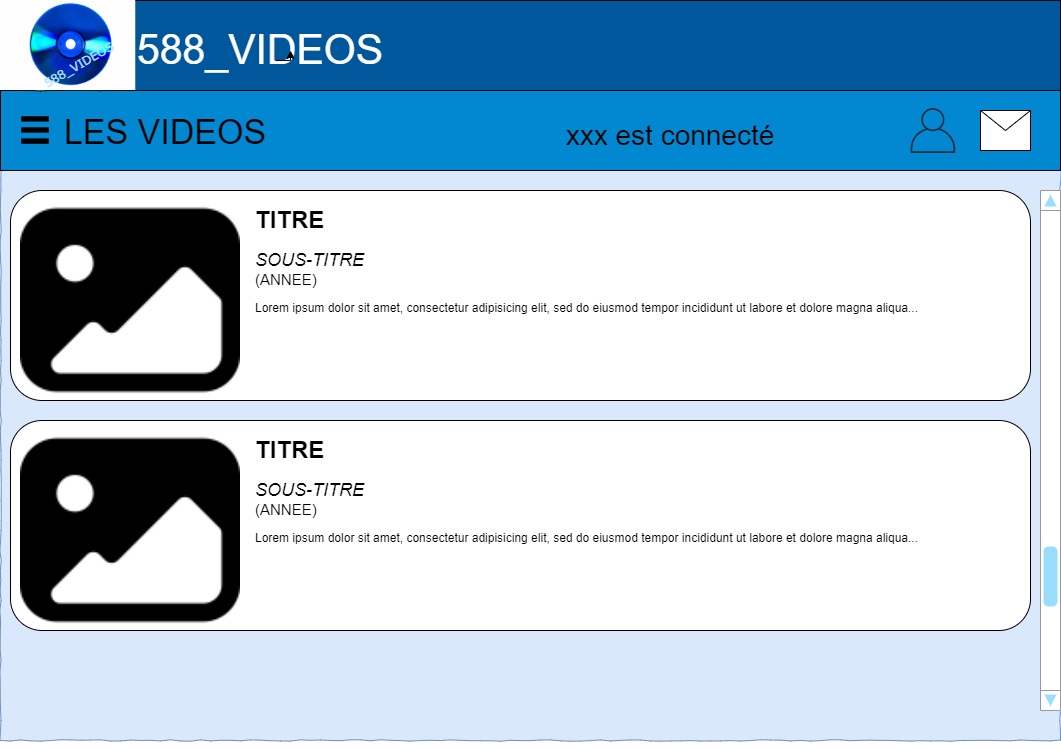 588_VIDEOS
588_VIDEOS
LES VIDEOS
xxx est connecté
TITRE
SOUS-TITRE
(ANNEE)
Lorem ipsum dolor sit amet, consectetur adipisicing elit, sed do eiusmod tempor incididunt ut labore et dolore magna aliqua...
TITRE
SOUS-TITRE
(ANNEE)
Lorem ipsum dolor sit amet, consectetur adipisicing elit, sed do eiusmod tempor incididunt ut labore et dolore magna aliqua...